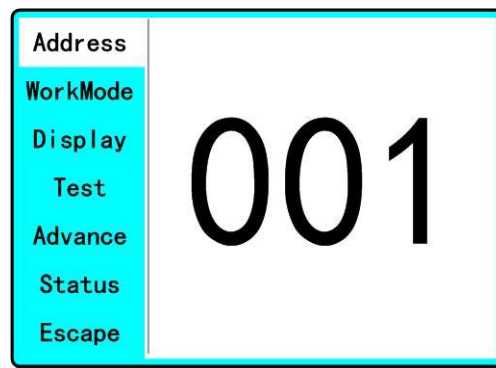 Address
WorkMode
Display
Test
Advance
Status
Escape
001